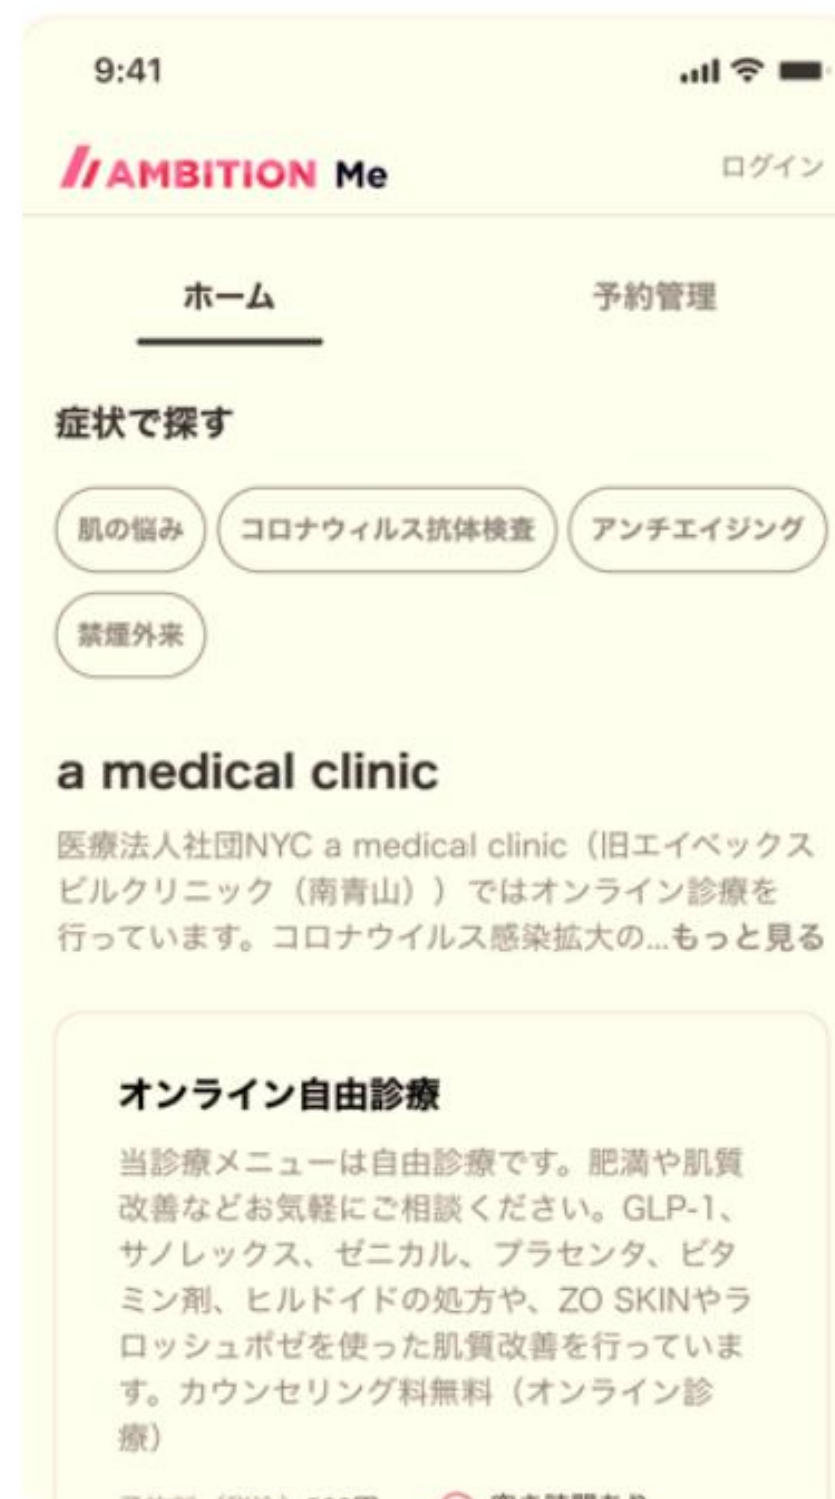 9:41
AMBITION Me
ログイン
ホーム
予約管理
症状で探す
肌の悩み
コロナウィルス抗体検査
アンチエイジング
禁煙外来
a medical clinic
医療法人社団NYC a medical clinic（旧エイベックス
ビルクリニック（南青山））ではオンライン診療を
行っています。コロナウイルス感染拡大の...もっと見る
オンライン自由診療
当診療メニューは自由診療です。肥満や肌質
改善などお気軽にご相談ください。GLP-1、
サノレックス、ゼニカル、プラセンタ、ビタ
ミン剤、ヒルドイドの処方や、ZO SKINやラ
ロッシュポゼを使った肌質改善を行っていま
す。カウンセリング料無料（オンライン診
療）